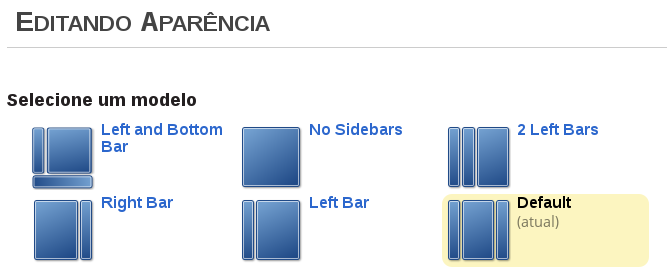 Editando Aparência
Selecione um modelo
Left and Bottom Bar
No Sidebars
2 Left Bars
Right Bar
Left Bar
Default
(atual)